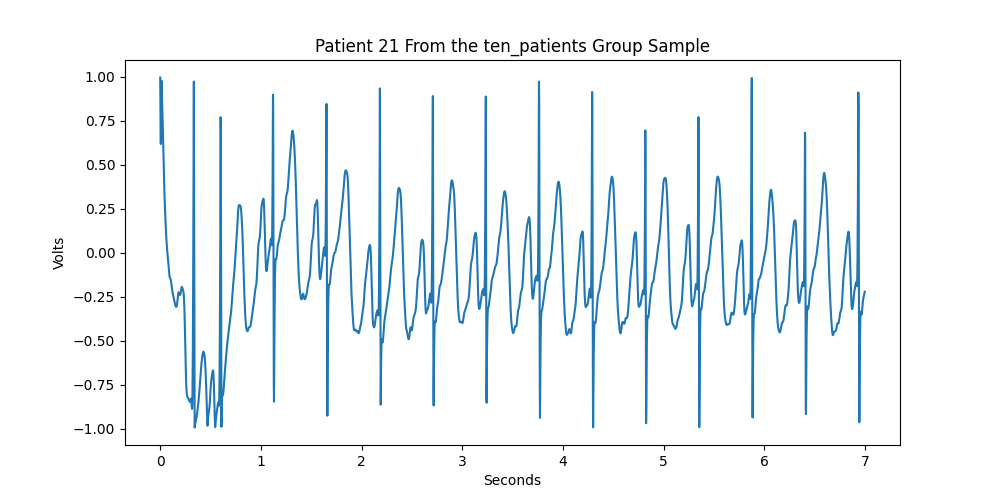 Patient 21 From the ten_patients Group Sample
1.00
0.75
0.50
0.25
0.00
−0.25
−0.50
−0.75
−1.00
Volts
0 1 2 3 4 5 6 7
Seconds